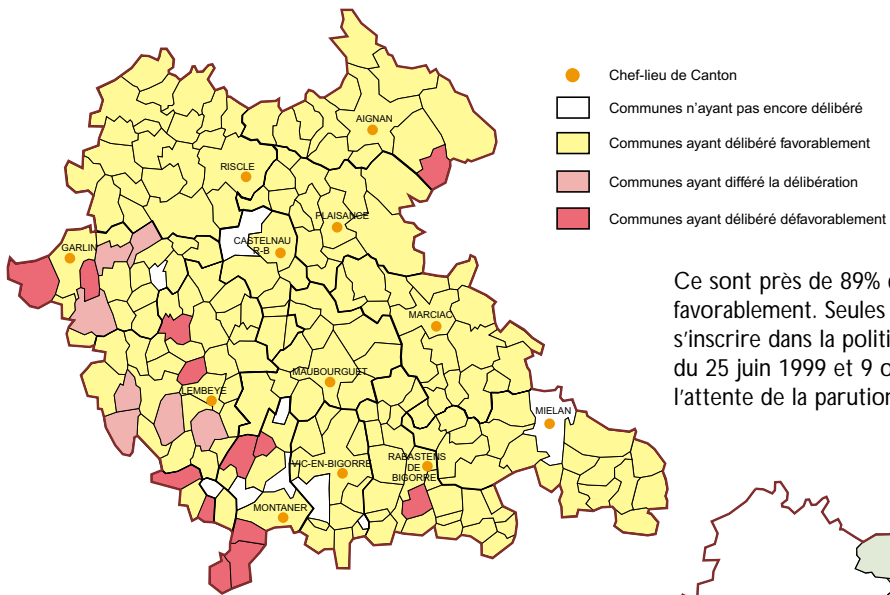 Chef-lieu de Canton
Communes n'ayant pas encore délibéré
Communes ayant délibéré favorablement
Communes ayant différé la délibération
Communes ayant délibéré défavorablement
AIGNAN
RISCLE
PLAISANCE
CASTELNAU
R-B
GARLIN
MARCIAC
MAUBOURGUET
LEMBEYE
MIELAN
VIC-EN-BIGORRE
RABASTENS
DE
BIGORRE
MONTANER
Ce sont près de 89%
favorablement. Seules
s'inscrire dans la politi
du 25 juin 1999 et 9 o
l'attente de la parution